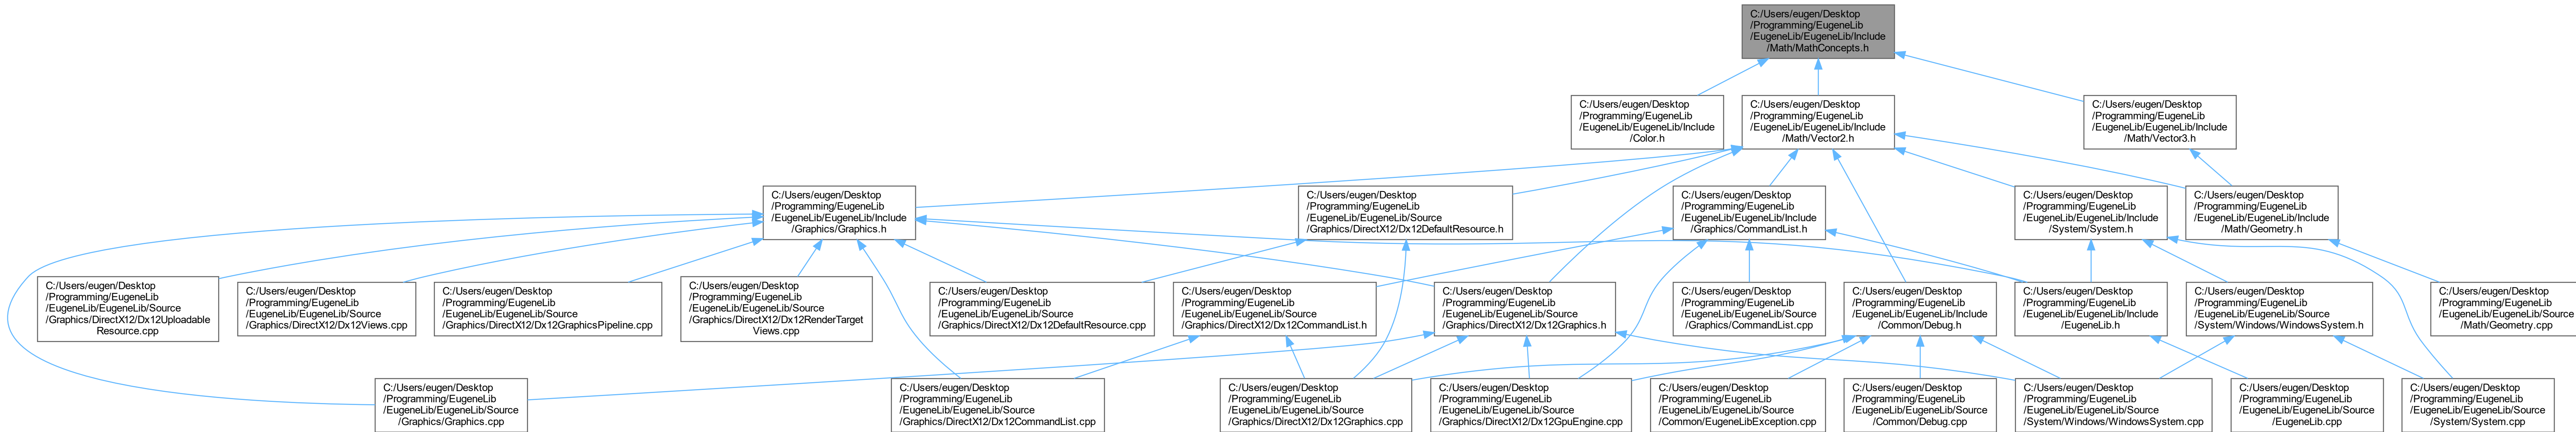 C:/Users/eugen/Desktop
/Programming/EugeneLib
/EugeneLib/EugeneLib/Include
/Math/MathConcepts.h
C:/Users/eugen/Desktop
/Programming/EugeneLib
/EugeneLib/EugeneLib/Include
/Color.h
C:/Users/eugen/Desktop
/Programming/EugeneLib
/EugeneLib/EugeneLib/Include
/Math/Vector2.h
C:/Users/eugen/Desktop
/Programming/EugeneLib
/EugeneLib/EugeneLib/Include
/Math/Vector3.h
C:/Users/eugen/Desktop
/Programming/EugeneLib
/EugeneLib/EugeneLib/Include
/Graphics/Graphics.h
C:/Users/eugen/Desktop
/Programming/EugeneLib
/EugeneLib/EugeneLib/Source
/Graphics/DirectX12/Dx12DefaultResource.h
C:/Users/eugen/Desktop
/Programming/EugeneLib
/EugeneLib/EugeneLib/Include
/Graphics/CommandList.h
C:/Users/eugen/Desktop
/Programming/EugeneLib
/EugeneLib/EugeneLib/Include
/System/System.h
C:/Users/eugen/Desktop
/Programming/EugeneLib
/EugeneLib/EugeneLib/Include
/Math/Geometry.h
C:/Users/eugen/Desktop
/Programming/EugeneLib
/EugeneLib/EugeneLib/Source
/Graphics/DirectX12/Dx12Uploadable
Resource.cpp
C:/Users/eugen/Desktop
/Programming/EugeneLib
/EugeneLib/EugeneLib/Source
/Graphics/DirectX12/Dx12Views.cpp
C:/Users/eugen/Desktop
/Programming/EugeneLib
/EugeneLib/EugeneLib/Source
/Graphics/DirectX12/Dx12GraphicsPipeline.cpp
C:/Users/eugen/Desktop
/Programming/EugeneLib
/EugeneLib/EugeneLib/Source
/Graphics/DirectX12/Dx12RenderTarget
Views.cpp
C:/Users/eugen/Desktop
/Programming/EugeneLib
/EugeneLib/EugeneLib/Source
/Graphics/DirectX12/Dx12DefaultResource.cpp
C:/Users/eugen/Desktop
/Programming/EugeneLib
/EugeneLib/EugeneLib/Source
/Graphics/DirectX12/Dx12CommandList.h
C:/Users/eugen/Desktop
/Programming/EugeneLib
/EugeneLib/EugeneLib/Source
/Graphics/DirectX12/Dx12Graphics.h
C:/Users/eugen/Desktop
/Programming/EugeneLib
/EugeneLib/EugeneLib/Source
/Graphics/CommandList.cpp
C:/Users/eugen/Desktop
/Programming/EugeneLib
/EugeneLib/EugeneLib/Include
/Common/Debug.h
C:/Users/eugen/Desktop
/Programming/EugeneLib
/EugeneLib/EugeneLib/Include
/EugeneLib.h
C:/Users/eugen/Desktop
/Programming/EugeneLib
/EugeneLib/EugeneLib/Source
/System/Windows/WindowsSystem.h
C:/Users/eugen/Desktop
/Programming/EugeneLib
/EugeneLib/EugeneLib/Source
/Math/Geometry.cpp
C:/Users/eugen/Desktop
/Programming/EugeneLib
/EugeneLib/EugeneLib/Source
/Graphics/Graphics.cpp
C:/Users/eugen/Desktop
/Programming/EugeneLib
/EugeneLib/EugeneLib/Source
/Graphics/DirectX12/Dx12CommandList.cpp
C:/Users/eugen/Desktop
/Programming/EugeneLib
/EugeneLib/EugeneLib/Source
/Graphics/DirectX12/Dx12Graphics.cpp
C:/Users/eugen/Desktop
/Programming/EugeneLib
/EugeneLib/EugeneLib/Source
/Graphics/DirectX12/Dx12GpuEngine.cpp
C:/Users/eugen/Desktop
/Programming/EugeneLib
/EugeneLib/EugeneLib/Source
/Common/EugeneLibException.cpp
C:/Users/eugen/Desktop
/Programming/EugeneLib
/EugeneLib/EugeneLib/Source
/Common/Debug.cpp
C:/Users/eugen/Desktop
/Programming/EugeneLib
/EugeneLib/EugeneLib/Source
/System/Windows/WindowsSystem.cpp
C:/Users/eugen/Desktop
/Programming/EugeneLib
/EugeneLib/EugeneLib/Source
/EugeneLib.cpp
C:/Users/eugen/Desktop
/Programming/EugeneLib
/EugeneLib/EugeneLib/Source
/System/System.cpp